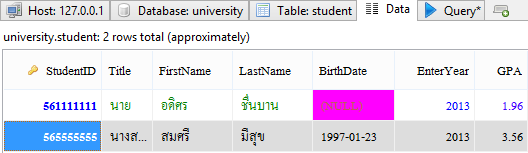 Host: 127.0.0.1 Database: university Table: student Data Query*
university.student: 2 rows total (approximately)
StudentID Title FirstName LastName BirthDate EnterYear GPA
561111111 นาย อดิศร ชื่นบาน (NULL) 2013 1.96
565555555 นางส... สมศรี มีสุข 1997-01-23 2013 3.56